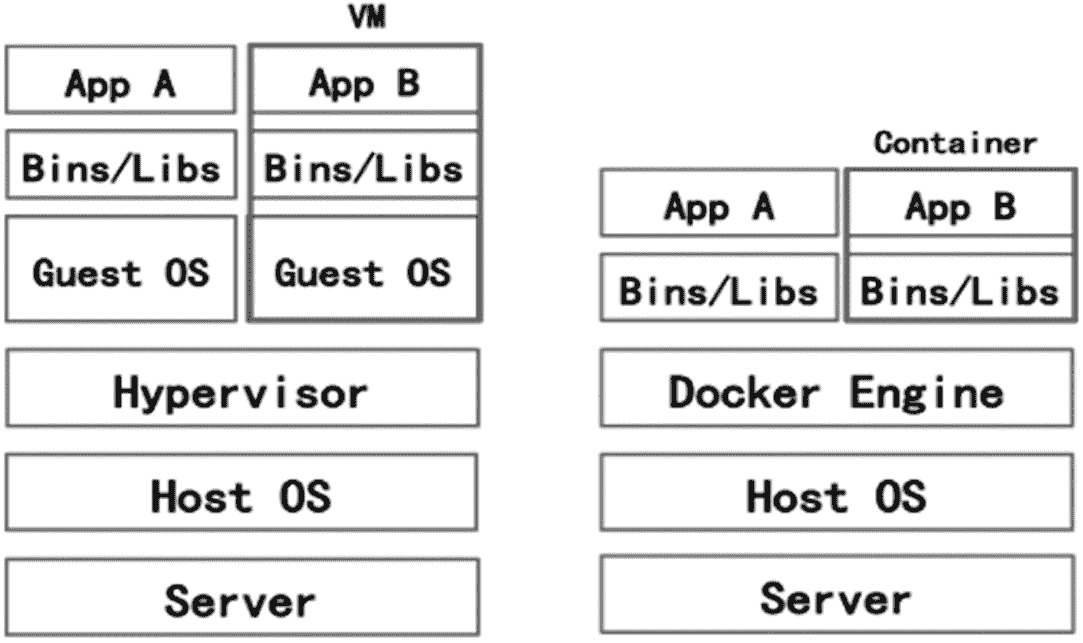 VM
App A
App B
Bins/Libs
Bins/Libs
Guest OS
Guest OS
Hypervisor
Host OS
Server
Container
App A
App B
Bins/Libs
Bins/Libs
Docker Engine
Host OS
Server